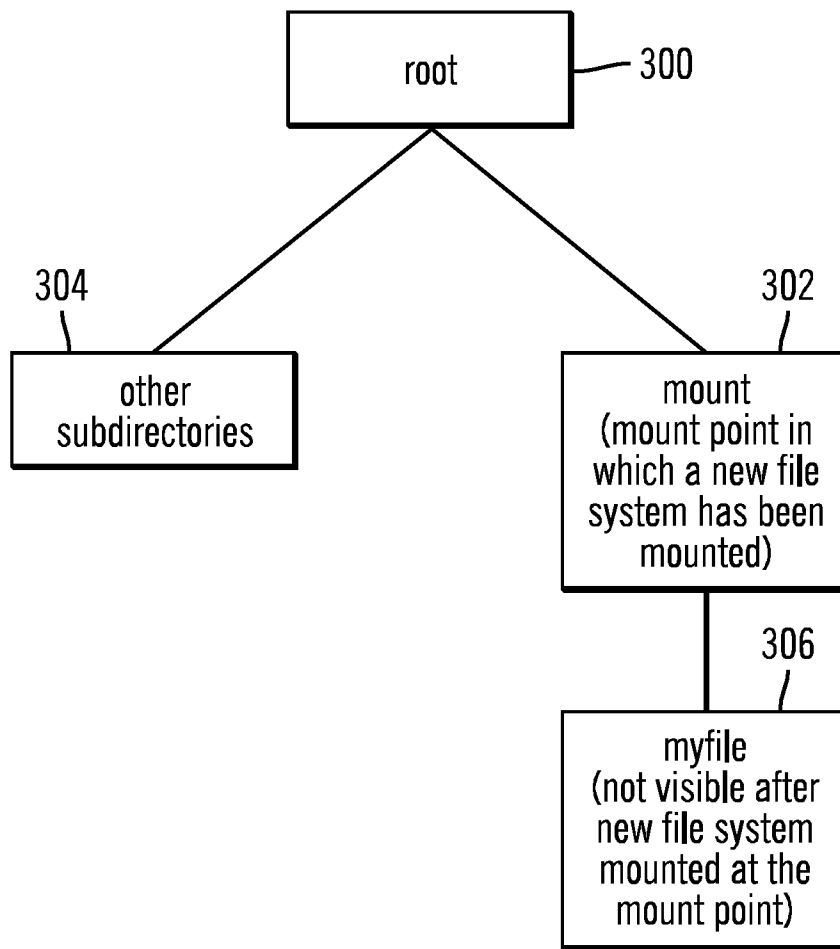 root
300
304
302
other
subdirectories
mount
(mount point in
which a new file
system has been
mounted)
306
myfile
(not visible after
new file system
mounted at the
mount point)